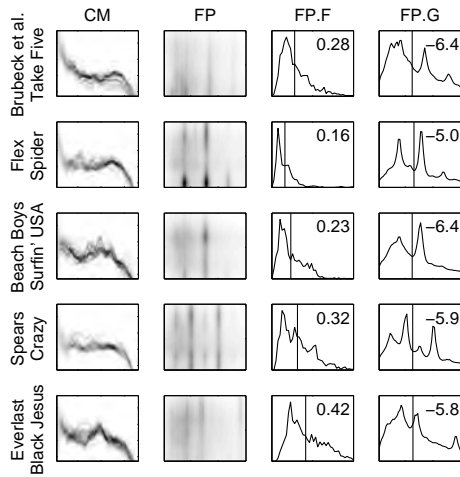 CM FP FP.F FP.G
Brubeck et al.
Take Five
0.28 −6.4
Flex
Spider
0.16 −5.0
Beach Boys
Surfin' USA
0.23 −6.4
Spears
Crazy
0.32 −5.9
Everlast
Black Jesus
0.42 −5.8